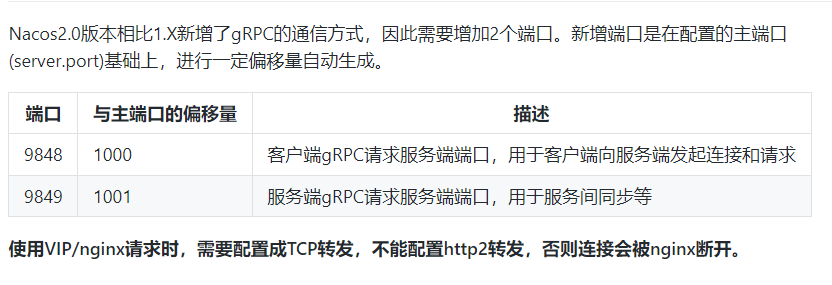 Nacos2.0版本相比1.X新增了gRPC的通信方式，因此需要增加2个端口。新增端口是在配置的主端口
(server.port)基础上，进行一定偏移量自动生成。
端口 与主端口的偏移量 描述
9848 1000 客户端gRPC请求服务端端口，用于客户端向服务端发起连接和请求
9849 1001 服务端gRPC请求服务端端口，用于服务间同步等
使用VIP/nginx请求时，需要配置成TCP转发，不能配置http2转发，否则连接会被nginx断开。